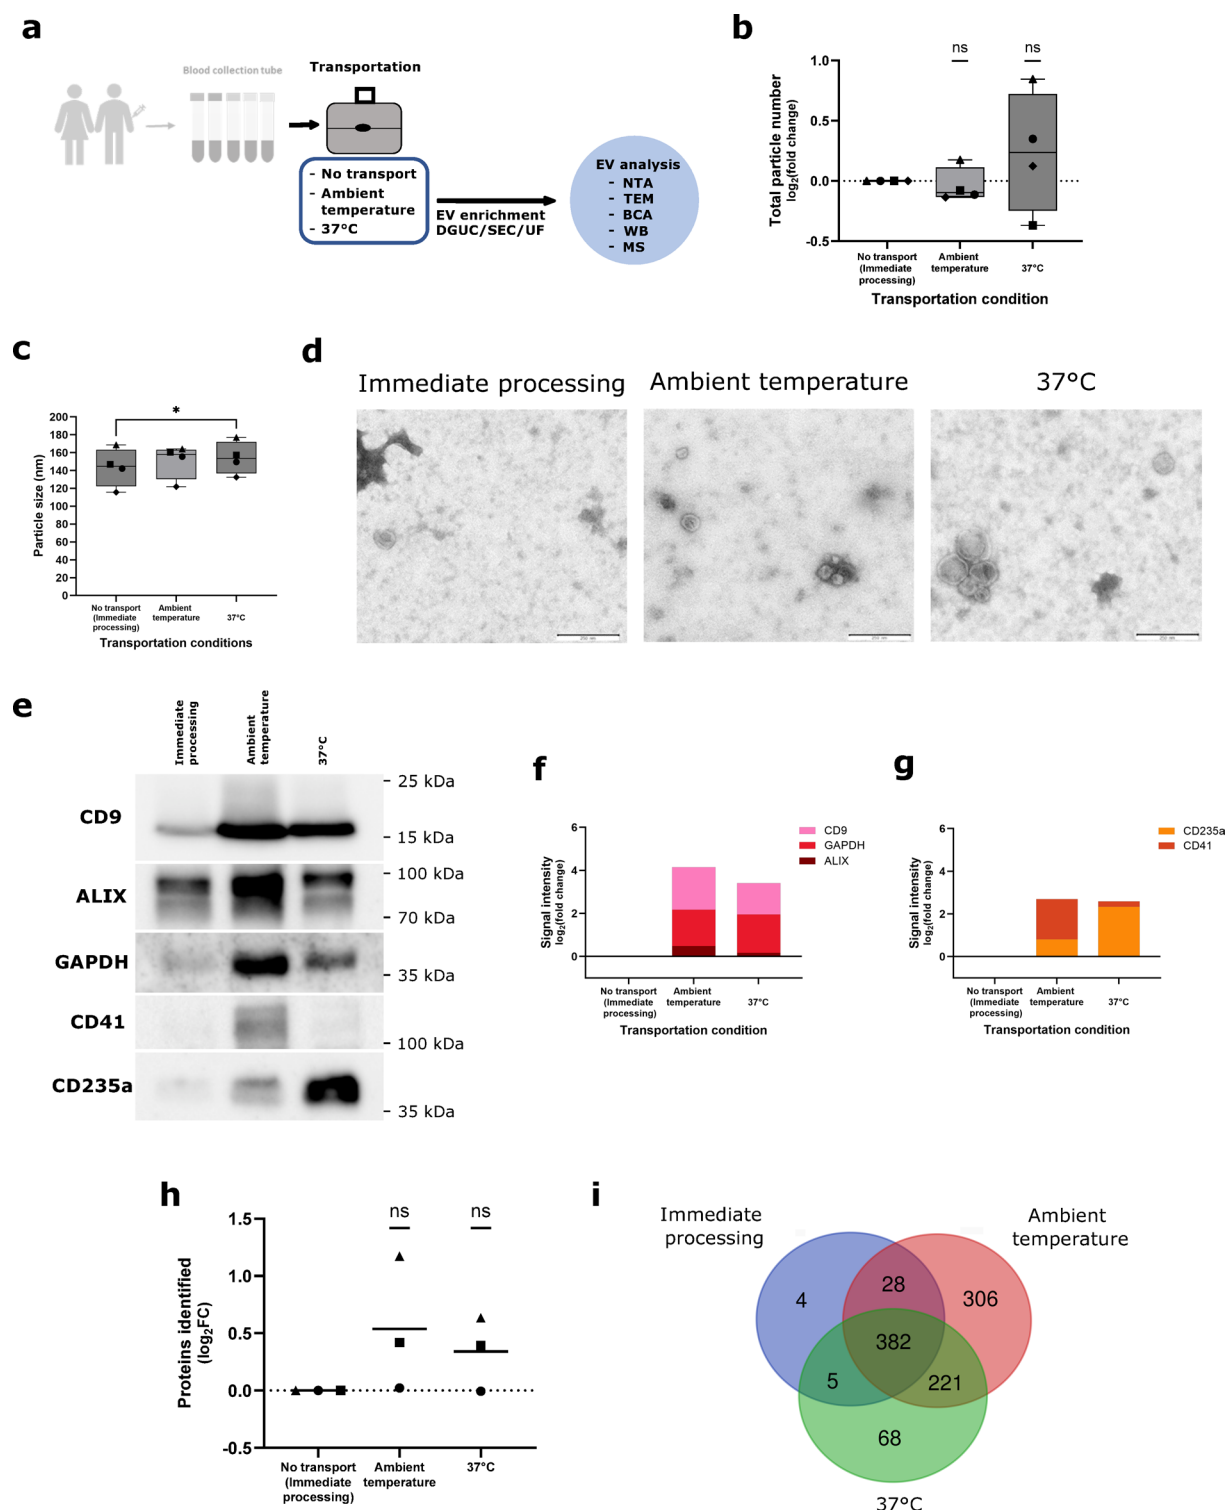 a
Blood collection tube
Transportation
- No transport
- Ambient
temperature
- 37°C
EV enrichment
DGUC/SEC/UF
EV analysis
- NTA
- TEM
- BCA
- WB
- MS
b
ns
ns
Total particle number
log2(fold change)
1.0
0.5
0.0
-0.5
No transport
(Immediate
processing)
Ambient
temperature
37°C
Transportation condition
c
*
Particle size (nm)
200
180
160
140
120
100
80
60
40
20
0
No transport
(Immediate
processing)
Ambient
temperature
37°C
Transportation conditions
d
Immediate processing
Ambient temperature
37°C
e
Immediate
processing
Ambient
temperature
37°C
CD9
- 25 kDa
- 15 kDa
ALIX
- 100 kDa
- 70 kDa
GAPDH
- 35 kDa
CD41
- 100 kDa
CD235a
- 35 kDa
f
Signal intensity
log2(fold change)
6
4
2
0
CD9
GAPDH
ALIX
No transport
(Immediate
processing)
Ambient
temperature
37°C
Transportation condition
g
Signal intensity
log2(fold change)
6
4
2
0
CD235a
CD41
No transport
(Immediate
processing)
Ambient
temperature
37°C
Transportation condition
h
ns
ns
Proteins identified
(log2FC)
1.5
1.0
0.5
0.0
-0.5
No transport
(Immediate
processing)
Ambient
temperature
37°C
i
Immediate
processing
Ambient
temperature
4
28
306
382
5
221
68
37°C